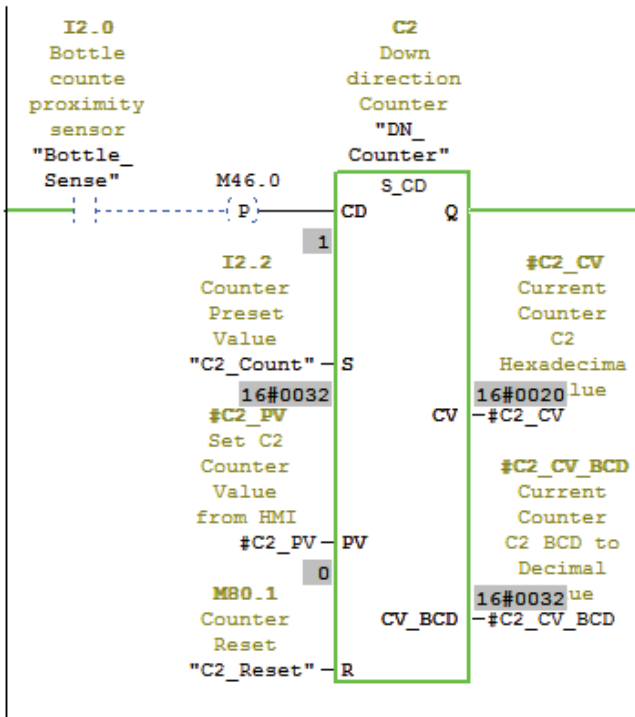 I2.0
Bottle
counte
proximity
sensor
"Bottle_
Sense"
M46.0
P
C2
Down
direction
Counter
"DN_
Counter"
S_CD
CD
Q
1
I2.2
Counter
Preset
Value
"C2_Count"
S
16#0032
#C2_PV
Set C2
Counter
Value
from HMI
#C2_PV
PV
0
M80.1
Counter
Reset
"C2_Reset"
R
#C2_CV
Current
Counter
C2
Hexadecima
16#0020 lue
CV
#C2_CV
#C2_CV_BCD
Current
Counter
C2 BCD to
Decimal
16#0032 ue
CV_BCD
#C2_CV_BCD